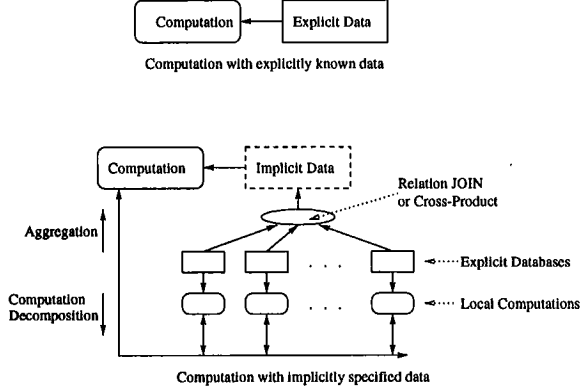 Computation
Explicit Data
Computation with explicitly known data
Computation
Implicit Data
Relation JOIN
or Cross-Product
Aggregation
Explicit Databases
Computation
Decomposition
Local Computations
Computation with implicitly specified data